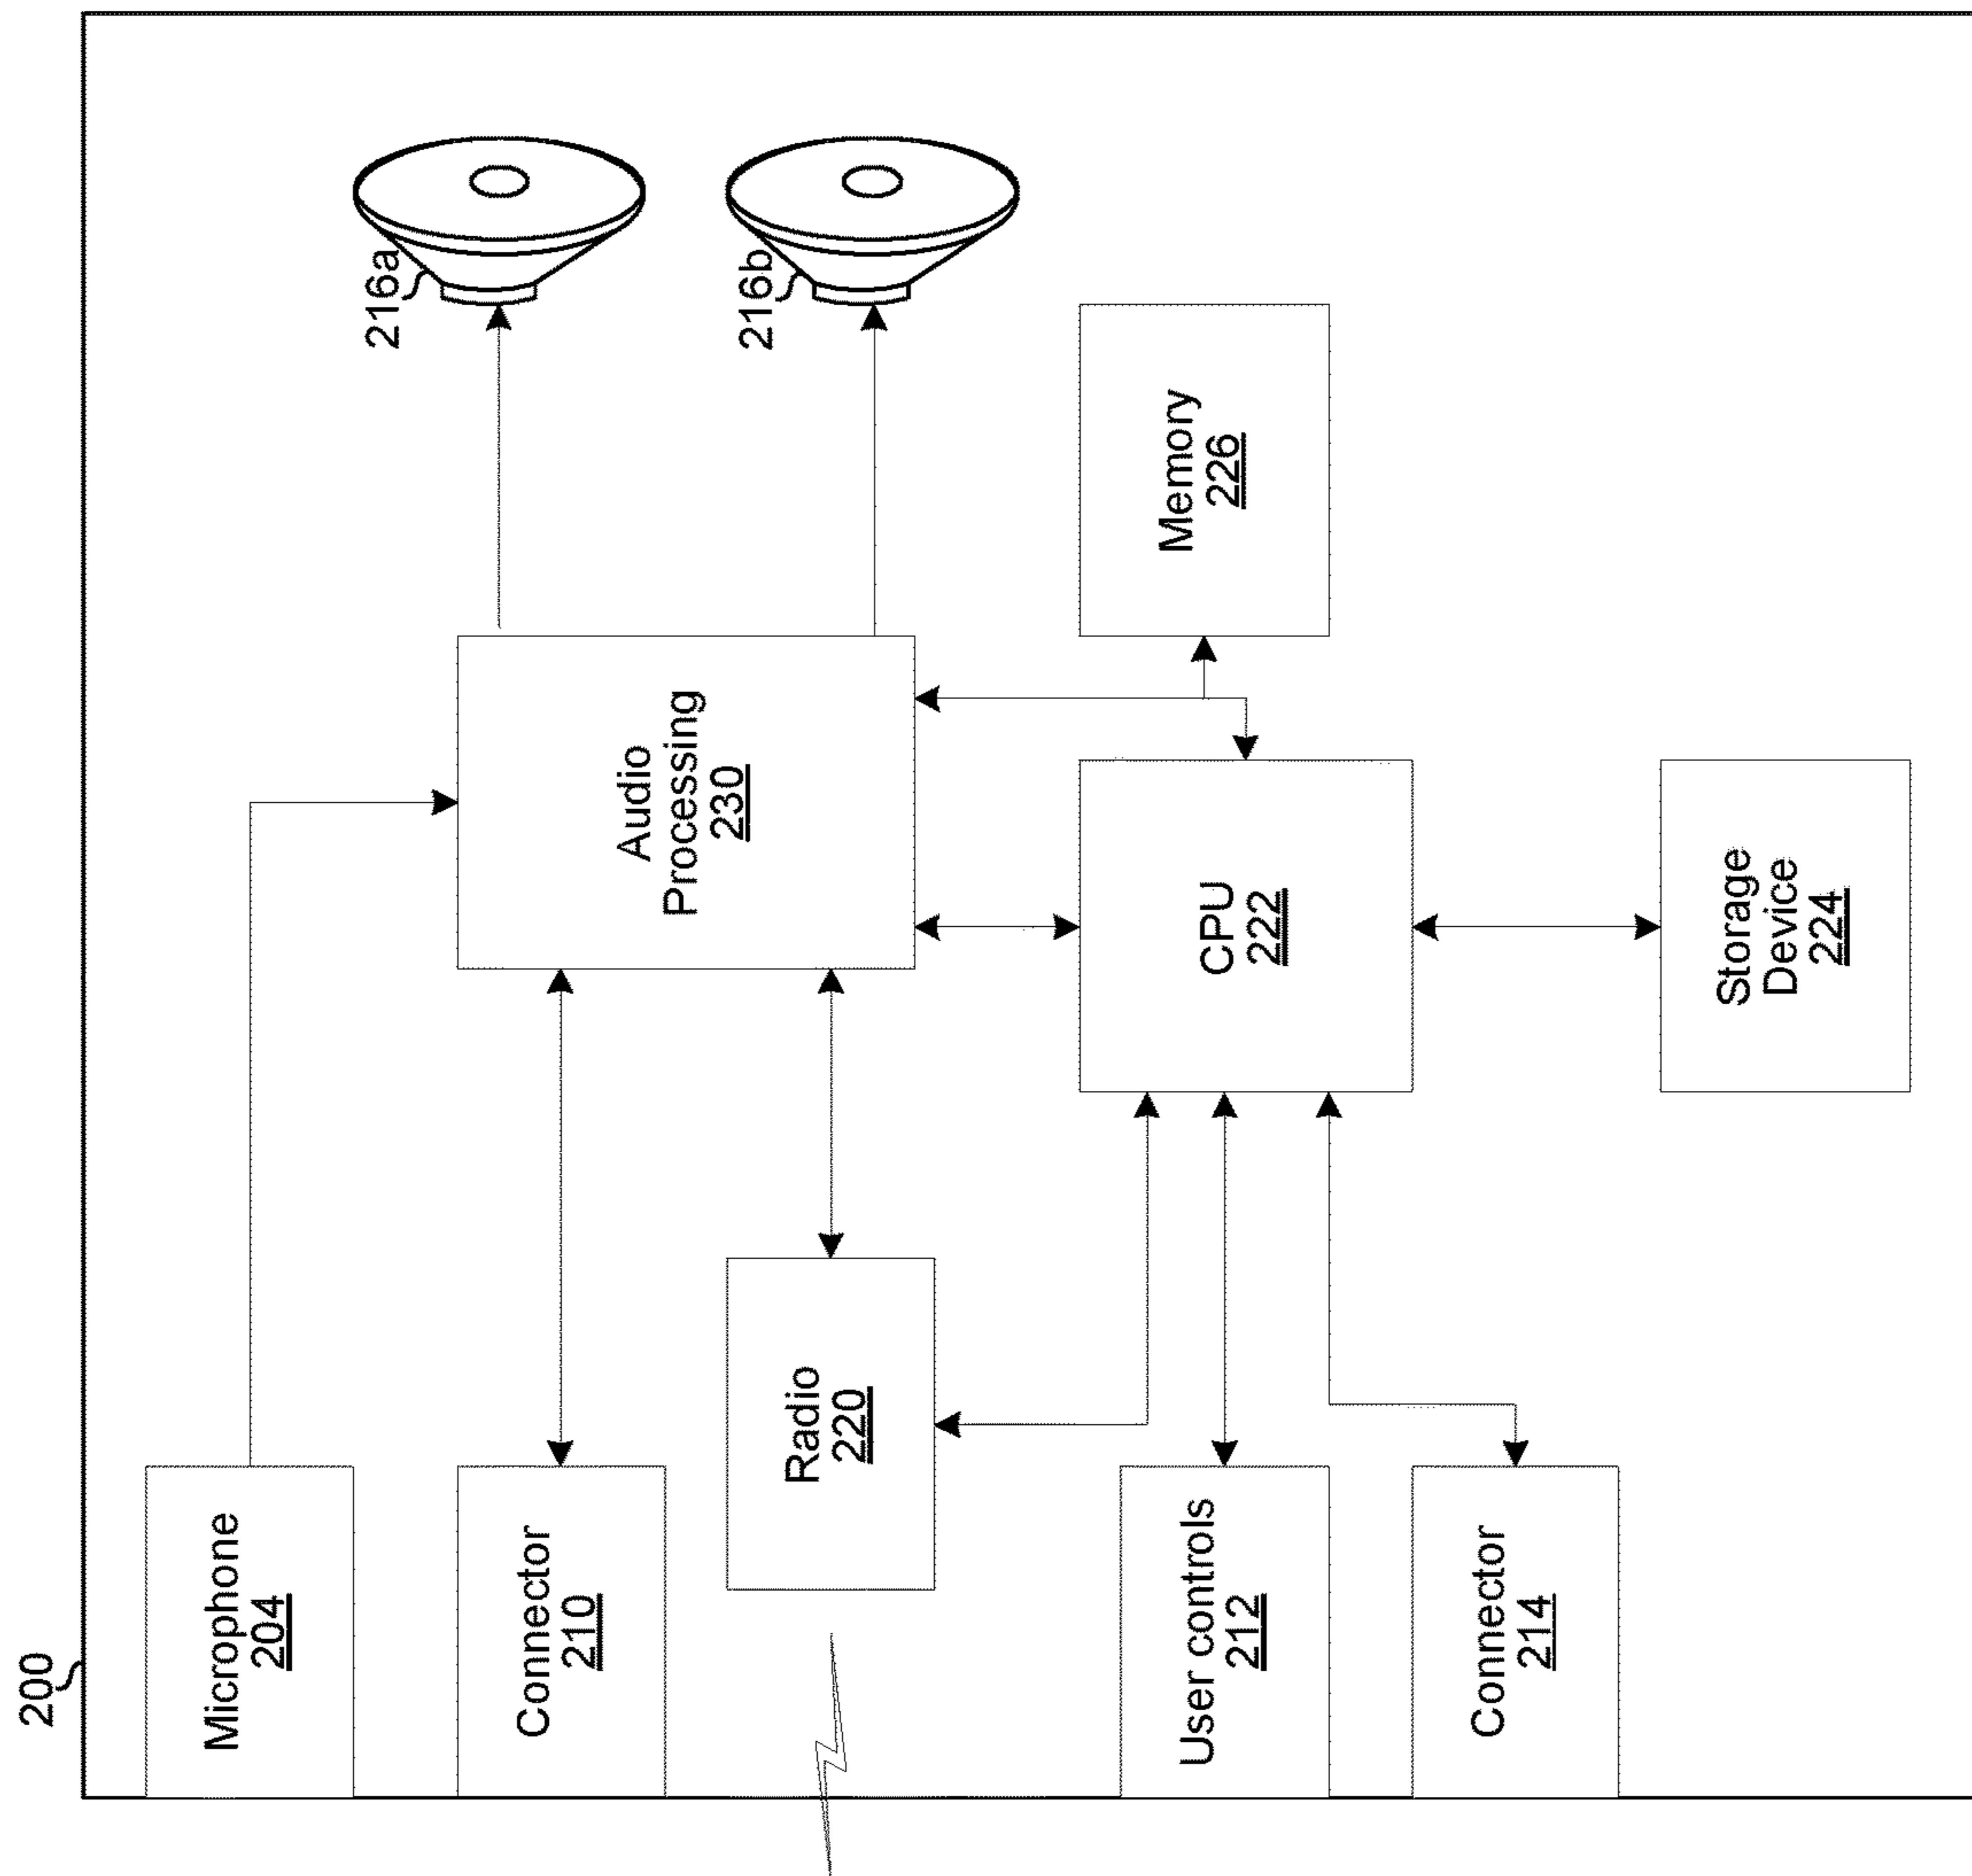 200
Microphone
204
Connector
210
Radio
220
User controls
212
Connector
214
Audio
Processing
230
CPU
222
Storage
Device
224
Memory
226
216a
216b